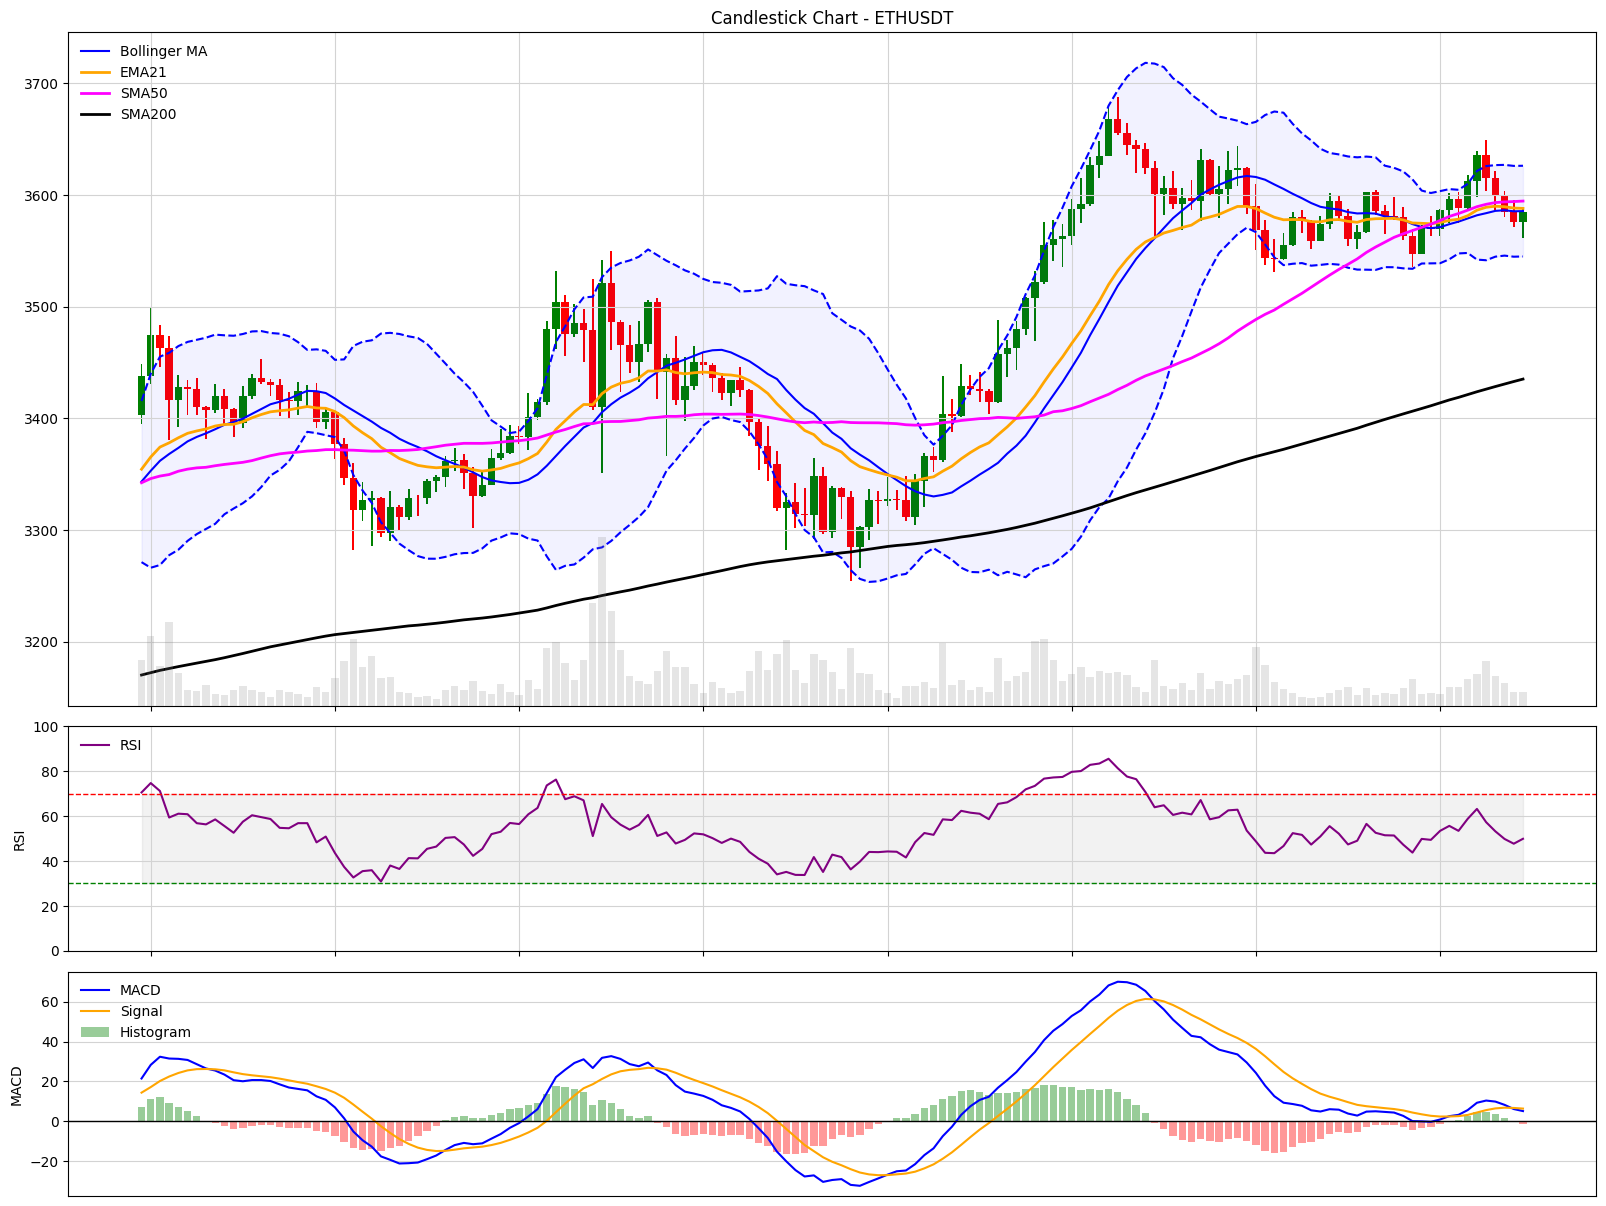 Candlestick Chart - ETHUSDT
Bollinger MA
EMA21
SMA50
SMA200
3700
3600
3500
3400
3300
3200
RSI
100
80
60
40
20
0
RSI
MACD
Signal
Histogram
60
40
20
0
−20
MACD